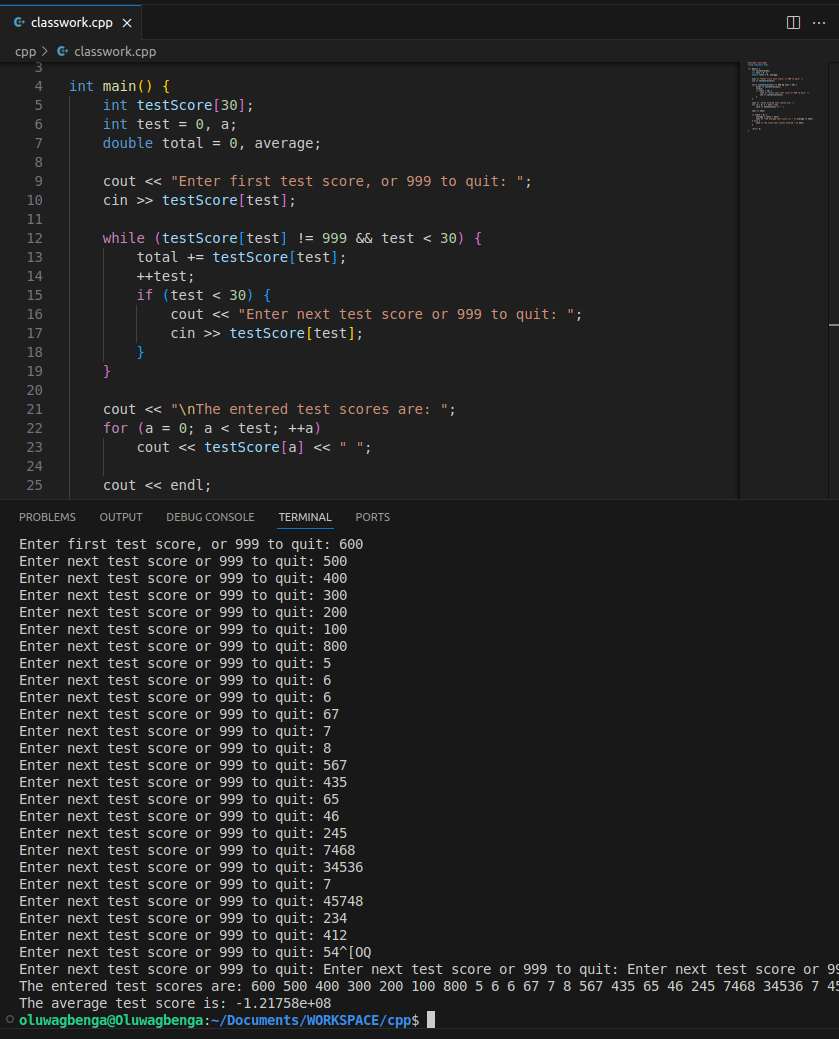 classwork.cpp
cpp > classwork.cpp
3
4 int main() {
5 int testScore[30];
6 int test = 0, a;
7 double total = 0, average;
8
9 cout << "Enter first test score, or 999 to quit: ";
10 cin >> testScore[test];
11
12 while (testScore[test] != 999 && test < 30) {
13 total += testScore[test];
14 ++test;
15 if (test < 30) {
16 cout << "Enter next test score or 999 to quit: ";
17 cin >> testScore[test];
18 }
19 }
20
21 cout << "\nThe entered test scores are: ";
22 for (a = 0; a < test; ++a)
23 cout << testScore[a] << " ";
24
25 cout << endl;
PROBLEMS OUTPUT DEBUG CONSOLE TERMINAL PORTS
Enter first test score, or 999 to quit: 600
Enter next test score or 999 to quit: 500
Enter next test score or 999 to quit: 400
Enter next test score or 999 to quit: 300
Enter next test score or 999 to quit: 200
Enter next test score or 999 to quit: 100
Enter next test score or 999 to quit: 800
Enter next test score or 999 to quit: 5
Enter next test score or 999 to quit: 6
Enter next test score or 999 to quit: 6
Enter next test score or 999 to quit: 67
Enter next test score or 999 to quit: 7
Enter next test score or 999 to quit: 8
Enter next test score or 999 to quit: 567
Enter next test score or 999 to quit: 435
Enter next test score or 999 to quit: 65
Enter next test score or 999 to quit: 46
Enter next test score or 999 to quit: 245
Enter next test score or 999 to quit: 7468
Enter next test score or 999 to quit: 34536
Enter next test score or 999 to quit: 7
Enter next test score or 999 to quit: 45748
Enter next test score or 999 to quit: 234
Enter next test score or 999 to quit: 412
Enter next test score or 999 to quit: 54^[OQ
Enter next test score or 999 to quit: Enter next test score or 999 to quit: Enter next test score or 99
The entered test scores are: 600 500 400 300 200 100 800 5 6 6 67 7 8 567 435 65 46 245 7468 34536 7 45
The average test score is: -1.21758e+08
oluwagbenga@Oluwagbenga:~/Documents/WORKSPACE/cpp$